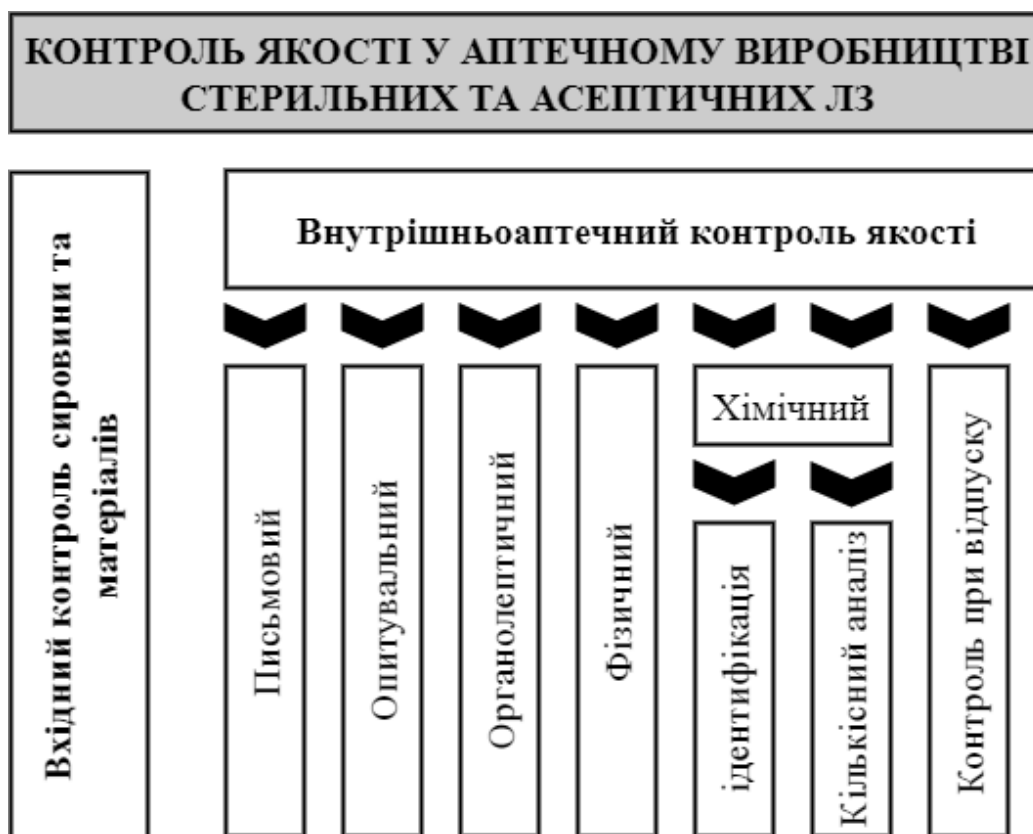 КОНТРОЛЬ ЯКОСТІ У АПТЕЧНОМУ ВИРОБНИЦТВІ
СТЕРИЛЬНИХ ТА АСЕПТИЧНИХ ЛЗ
Вхідний контроль сировини та
матеріалів
Внутрішньоаптечний контроль якості
Письмовий
Опитувальний
Органолептичний
Фізичний
Хімічний
ідентифікація
Кількісний аналіз
Контроль при відпуску